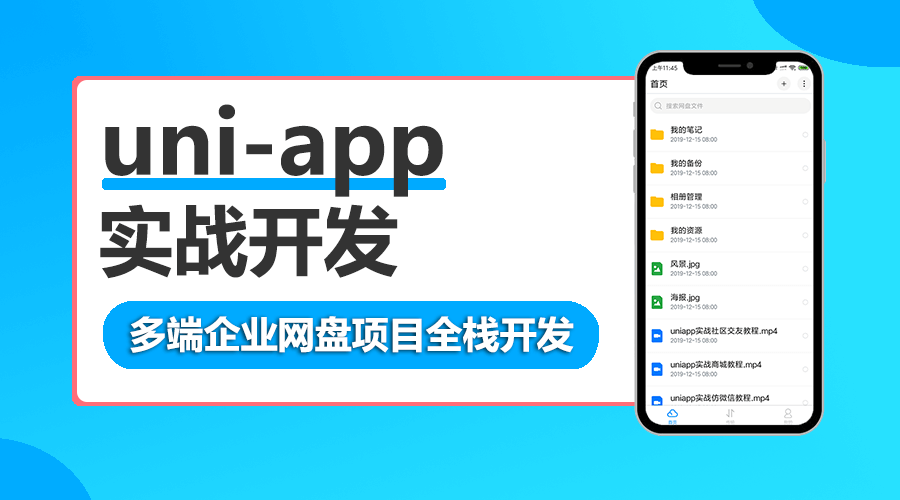 uni-app
实战开发
多端企业网盘项目全栈开发
上午11:45
首页
搜索网盘文件
我的笔记
2019-12-15 08:00
我的备份
2019-12-15 08:00
相册管理
2019-12-15 08:00
我的资源
2019-12-15 08:00
风景.jpg
2019-12-15 08:00
海报.jpg
2019-12-15 08:00
uniapp实战社区交友教程.mp4
2019-12-15 08:00
uniapp实战商城教程.mp4
2019-12-15 08:00
uniapp实战仿微信教程.mp4
首页